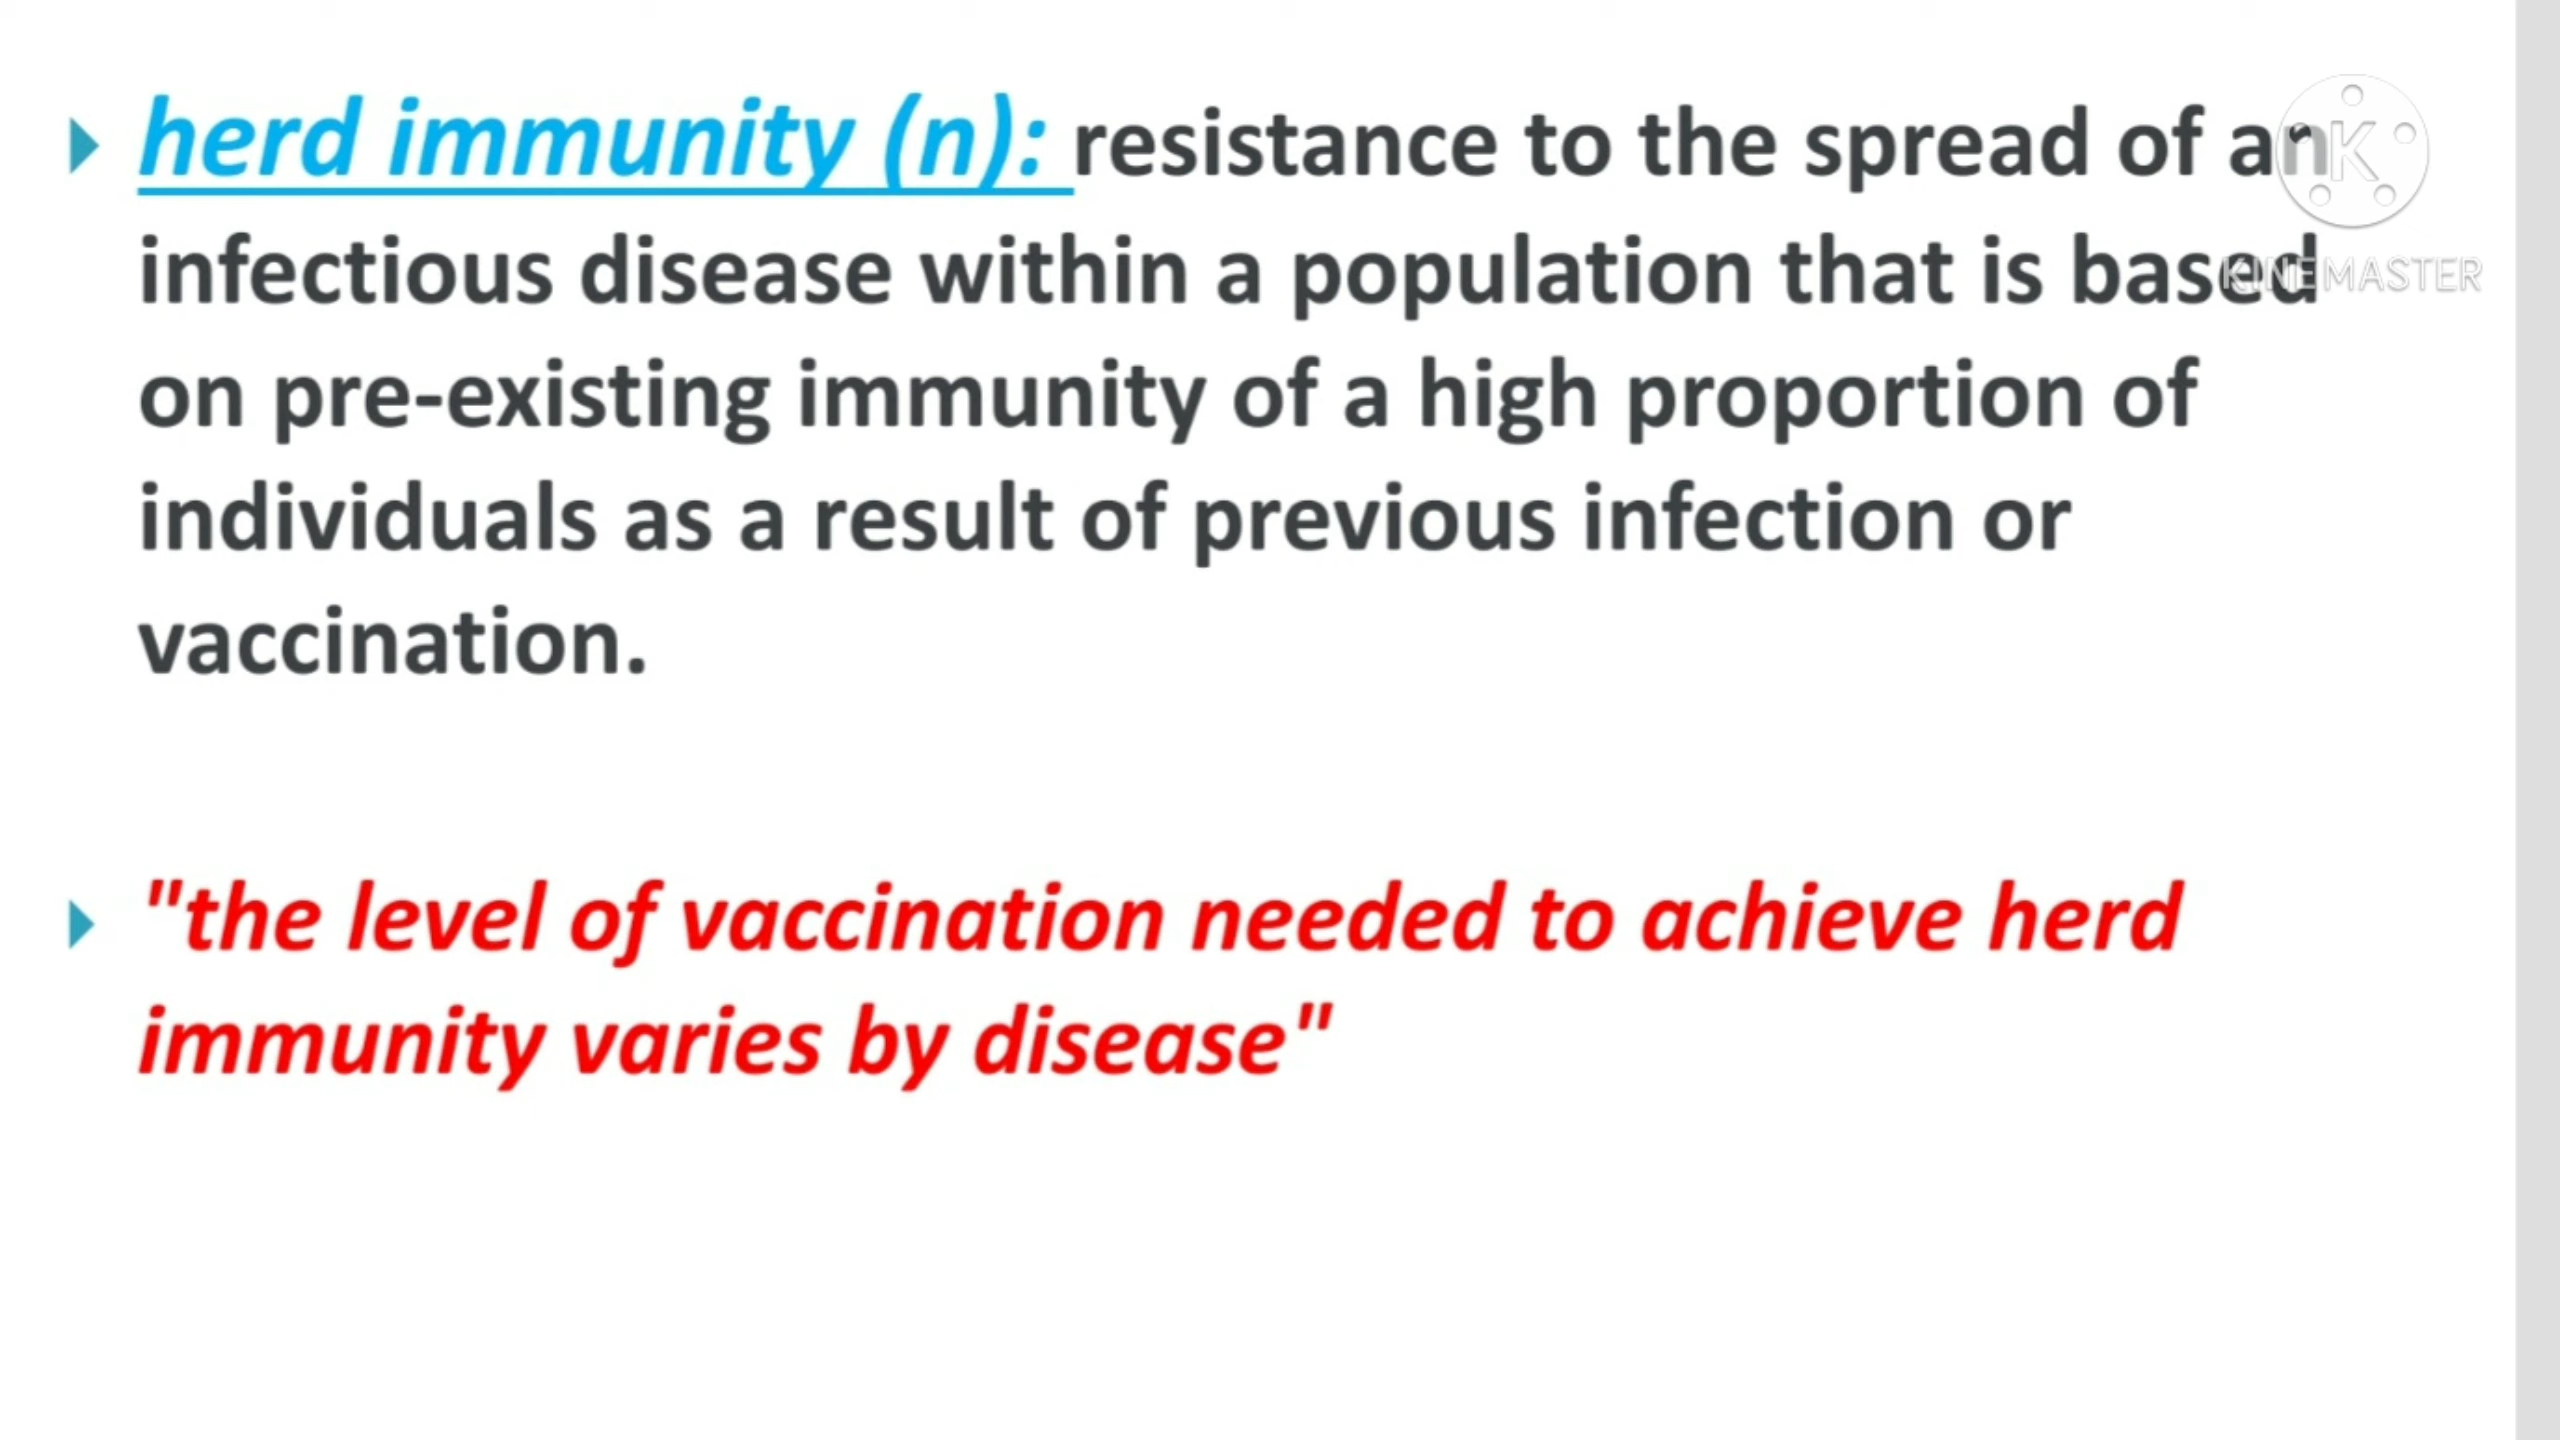 herd immunity (n): resistance to the spread of an
infectious disease within a population that is based
on pre-existing immunity of a high proportion of
individuals as a result of previous infection or
vaccination.
"the level of vaccination needed to achieve herd
immunity varies by disease"
K
KINEMASTER